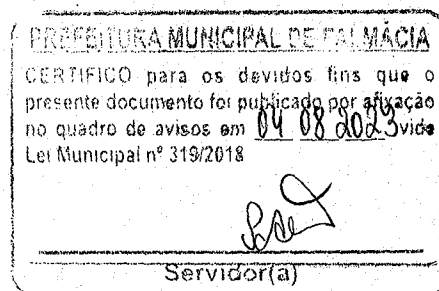 PREFEITURA MUNICIPAL DE PALMÁCIA
CERTIFICO para os devidos fins que o
presente documento foi publicado por afixação
no quadro de avisos em 04 08 2023 vide
Lei Municipal nº 319/2018
Servidor(a)